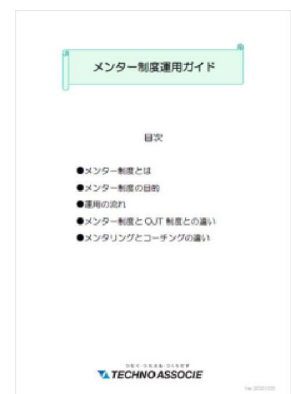 メンター制度運用ガイド
目次
●メンター制度とは
●メンター制度の目的
●運用の流れ
●メンター制度と OJT 制度との違い
●メンタリングとコーチングの違い
TECHNO ASSOCIE